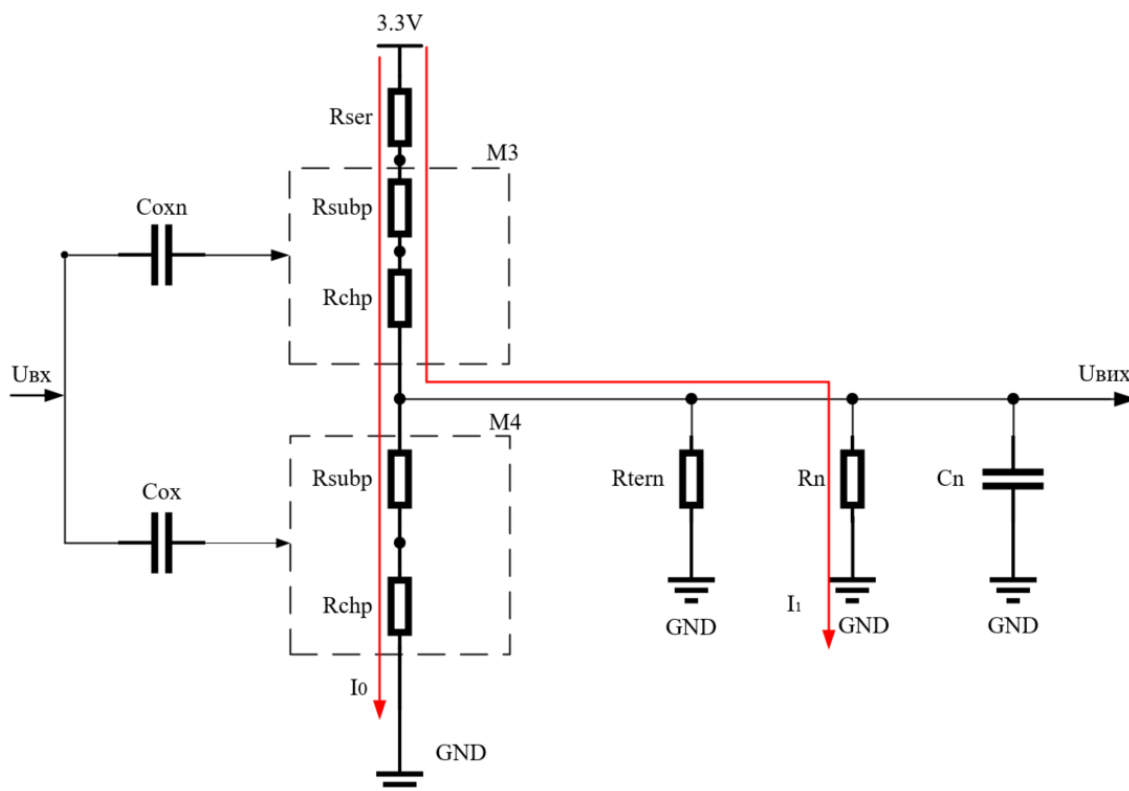 3.3V
Rser
M3
Coxn
Rsubp
Rchp
Uвх
Uвих
M4
Cox
Rsubp
Rtern
Rn
Cn
Rchp
I1
GND
GND
GND
I0
GND